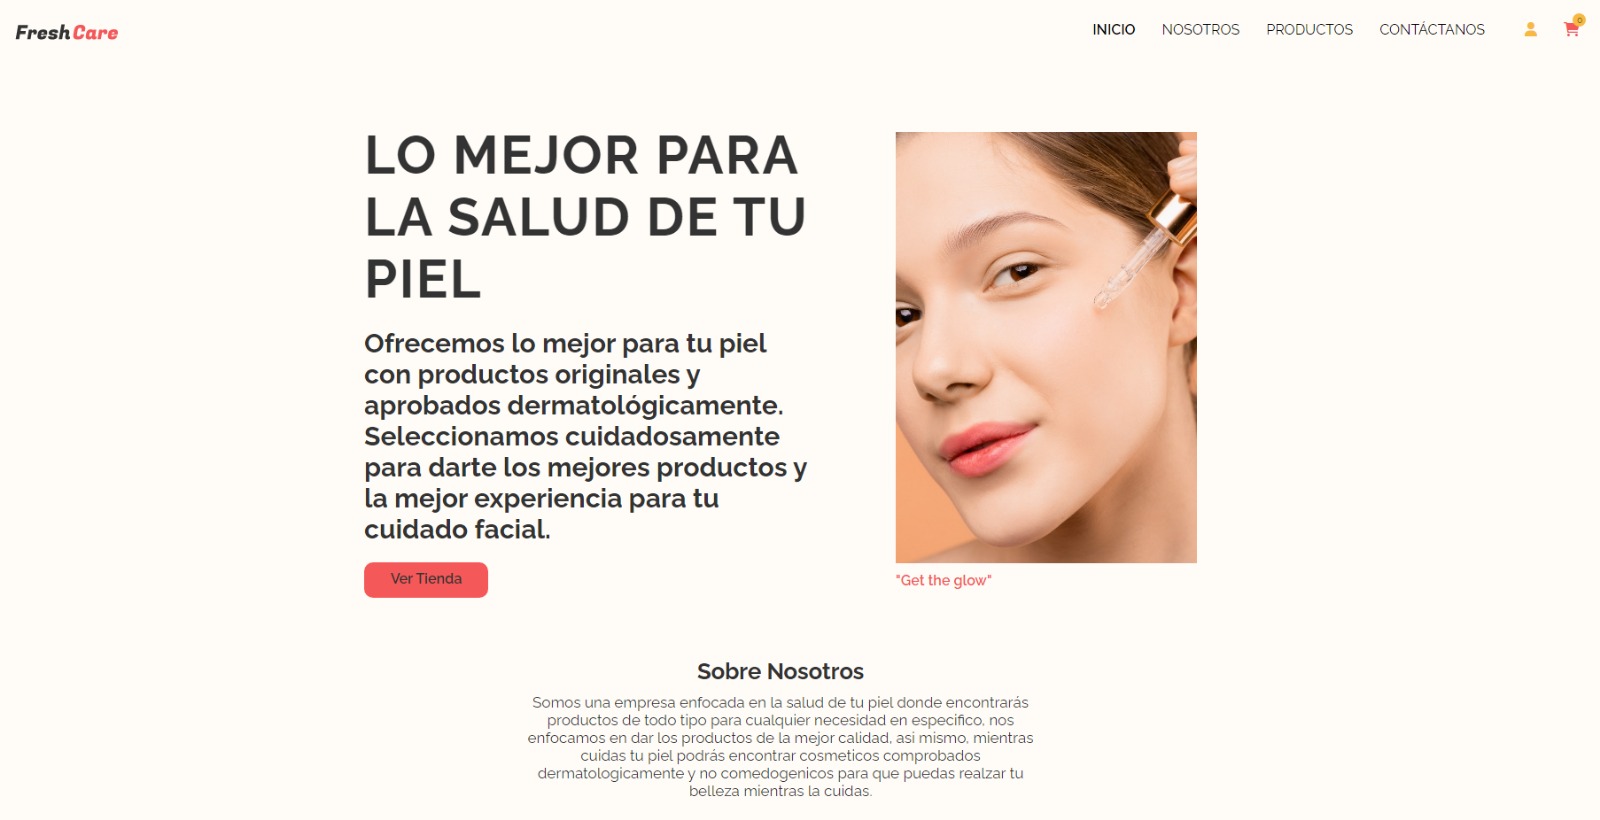 FreshCare
INICIO NOSOTROS PRODUCTOS CONTÁCTANOS 0
LO MEJOR PARA
LA SALUD DE TU
PIEL
Ofrecemos lo mejor para tu piel
con productos originales y
aprobados dermatológicamente.
Seleccionamos cuidadosamente
para darte los mejores productos y
la mejor experiencia para tu
cuidado facial.
Ver Tienda
"Get the glow"
Sobre Nosotros
Somos una empresa enfocada en la salud de tu piel donde encontrarás
productos de todo tipo para cualquier necesidad en especifico, nos
enfocamos en dar los productos de la mejor calidad, asi mismo, mientras
cuidas tu piel podrás encontrar cosmeticos comprobados
dermatologicamente y no comedogenicos para que puedas realzar tu
belleza mientras la cuidas.